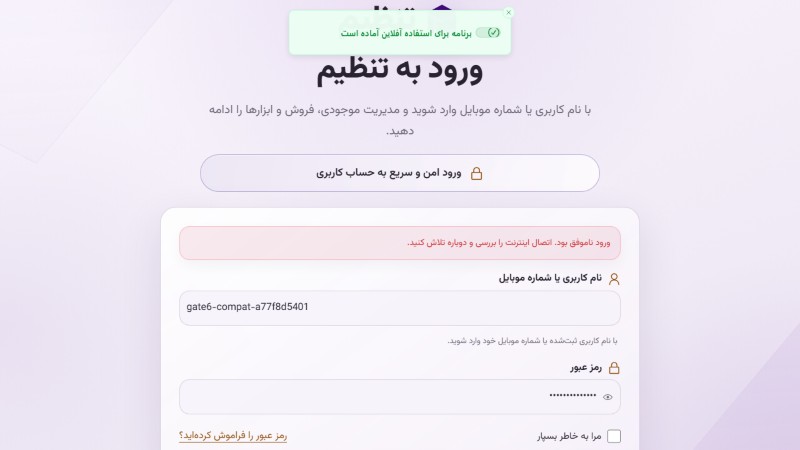 تنظیم
برنامه برای استفاده آفلاین آماده است
ورود به تنظیم
با نام کاربری یا شماره موبایل وارد شوید و مدیریت موجودی، فروش و ابزارها را ادامه
دهید.
ورود امن و سریع به حساب کاربری
ورود ناموفق بود. اتصال اینترنت را بررسی و دوباره تلاش کنید.
نام کاربری یا شماره موبایل
gate6-compat-a77f8d5401
با نام کاربری ثبت‌شده یا شماره موبایل خود وارد شوید.
رمز عبور
••••••••••••••
مرا به خاطر بسپار
رمز عبور را فراموش کرده‌اید؟